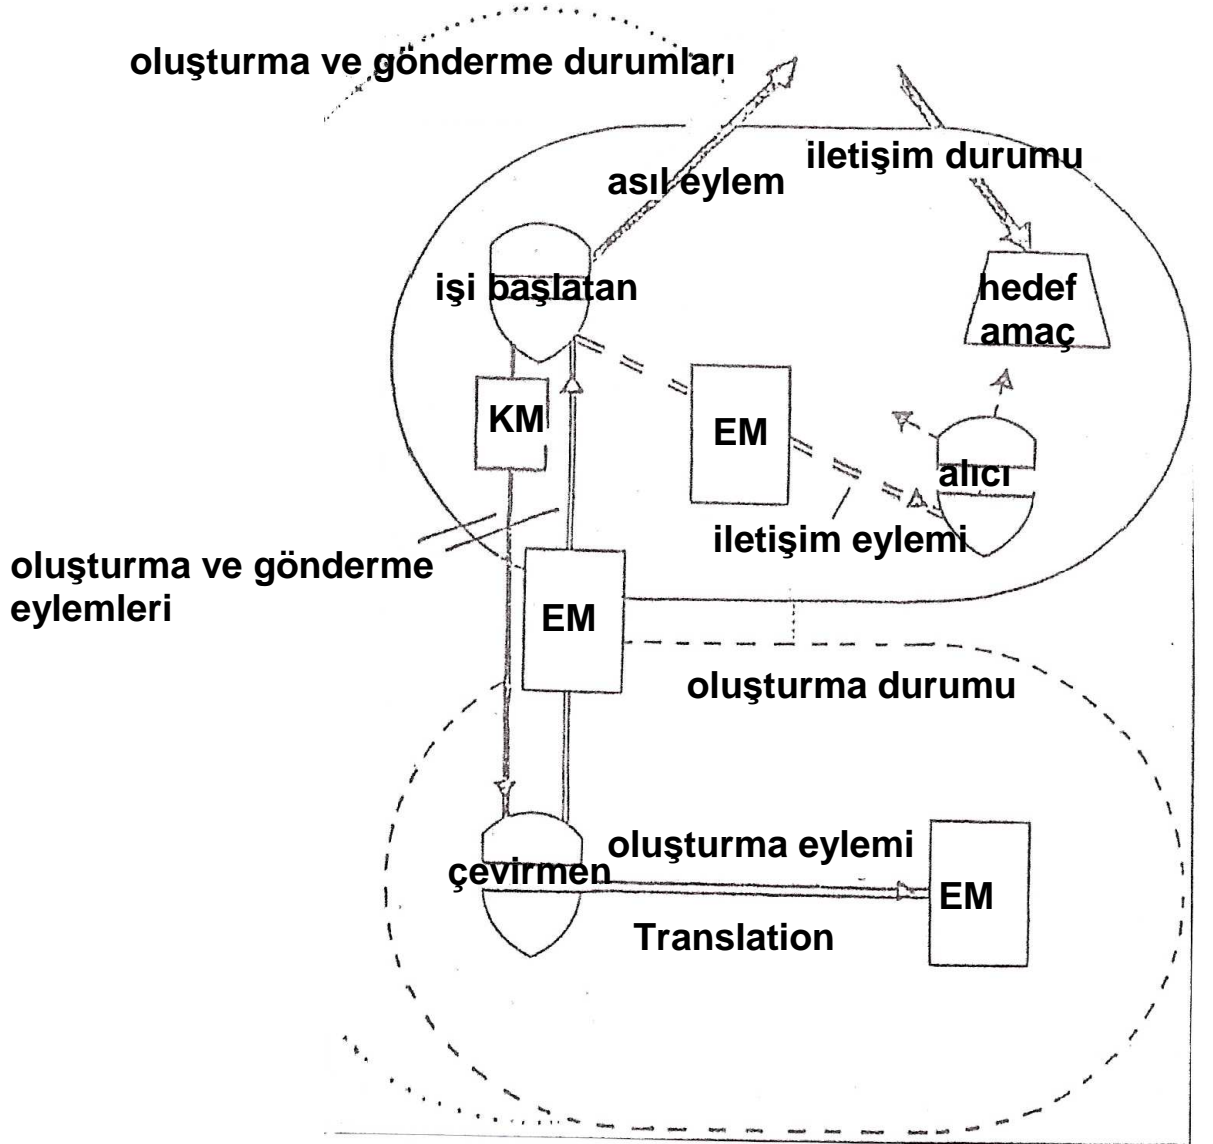 oluşturma ve gönderme durumları
iletişim durumu
asıl eylem
işi başlatan
hedef
amaç
KM
EM
alıcı
iletişim eylemi
oluşturma ve gönderme
eylemleri
EM
oluşturma durumu
oluşturma eylemi
çevirmen
EM
Translation